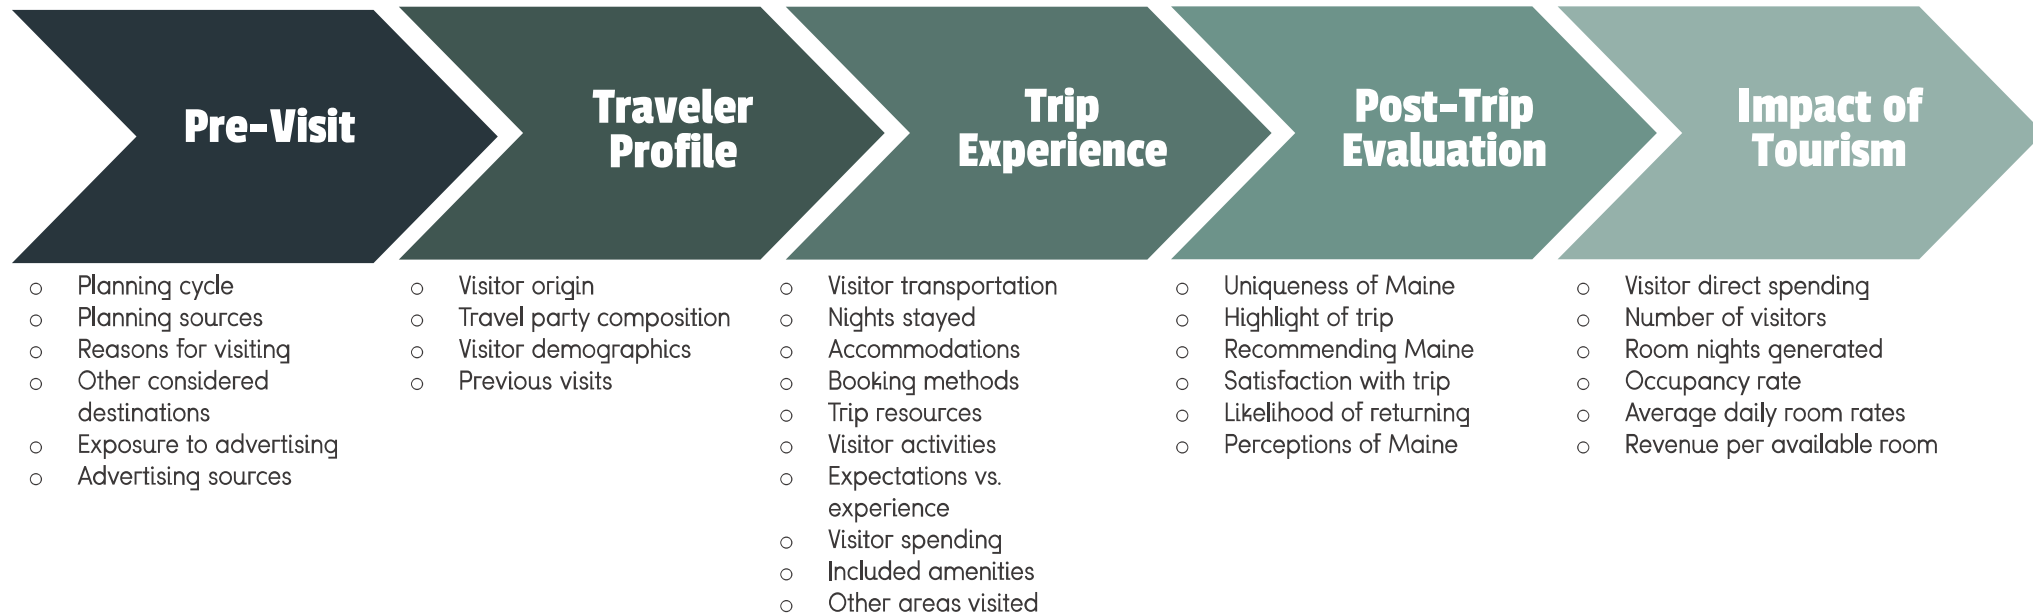 Pre-Visit
Traveler
Profile
Trip
Experience
Post-Trip
Evaluation
Impact of
Tourism
○ Planning cycle
○ Planning sources
○ Reasons for visiting
○ Other considered
destinations
○ Exposure to advertising
○ Advertising sources
○ Visitor origin
○ Travel party composition
○ Visitor demographics
○ Previous visits
○ Visitor transportation
○ Nights stayed
○ Accommodations
○ Booking methods
○ Trip resources
○ Visitor activities
○ Expectations vs.
experience
○ Visitor spending
○ Included amenities
○ Other areas visited
○ Uniqueness of Maine
○ Highlight of trip
○ Recommending Maine
○ Satisfaction with trip
○ Likelihood of returning
○ Perceptions of Maine
○ Visitor direct spending
○ Number of visitors
○ Room nights generated
○ Occupancy rate
○ Average daily room rates
○ Revenue per available room